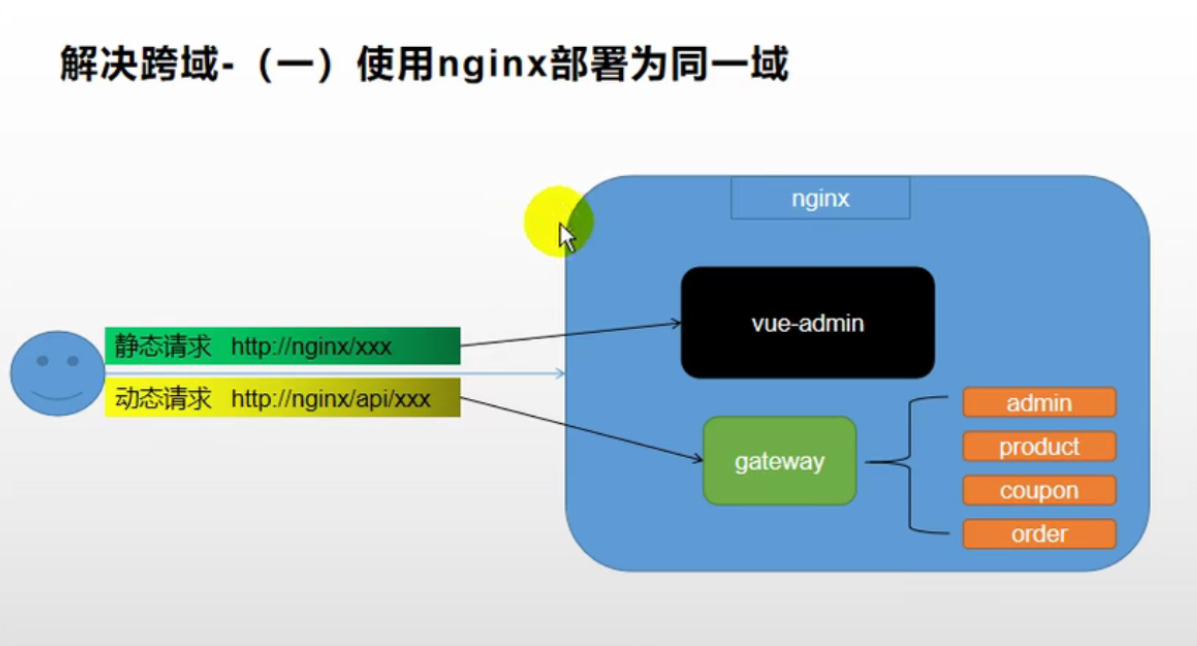 解决跨域-（一）使用nginx部署为同一域
nginx
vue-admin
静态请求 http://nginx/xxx
动态请求 http://nginx/api/xxx
gateway
admin
product
coupon
order